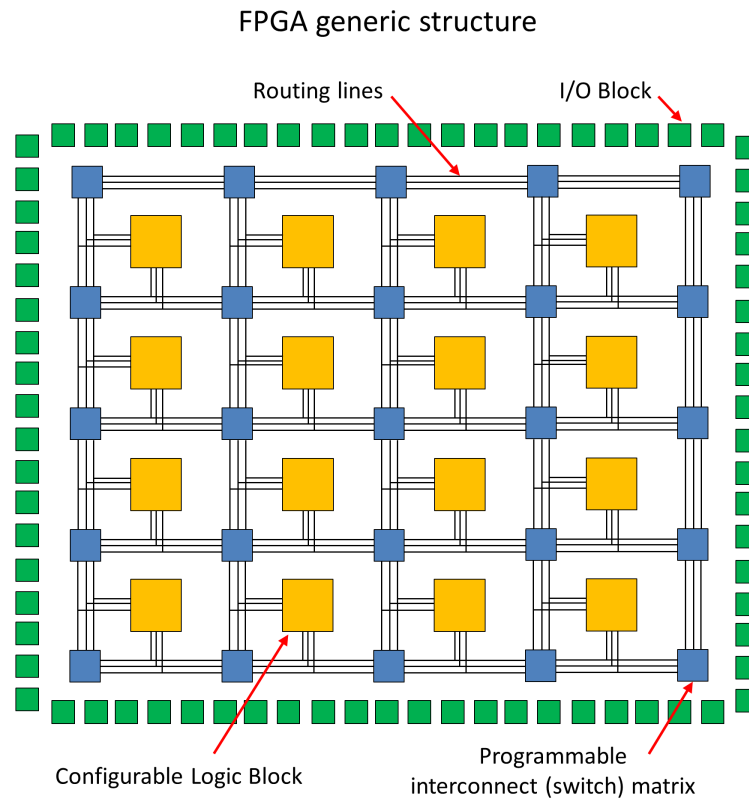 FPGA generic structure
Routing lines
I/O Block
Configurable Logic Block
Programmable
interconnect (switch) matrix